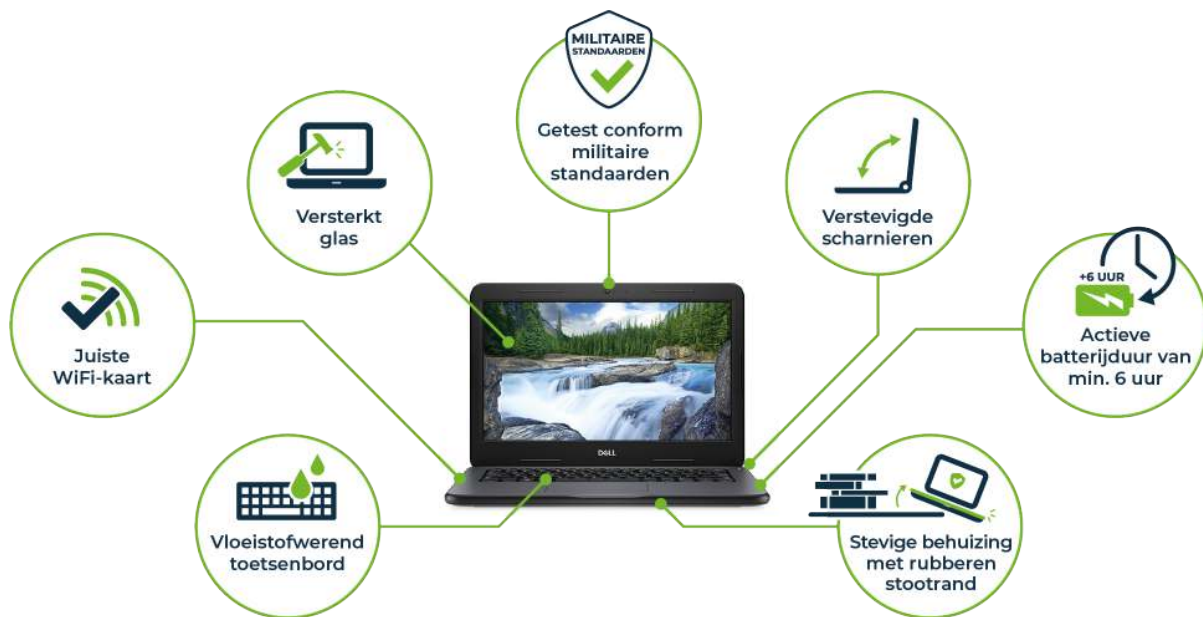 MILITAIRE
STANDAARDEN
Getest conform
militaire
standaarden
Versterkt
glas
Verstevigde
scharnieren
+6 UUR
Actieve
batterijduur van
min. 6 uur
Juiste
WiFi-kaart
DELL
Vloeistofwerend
toetsenbord
Stevige behuizing
met rubberen
stootrand